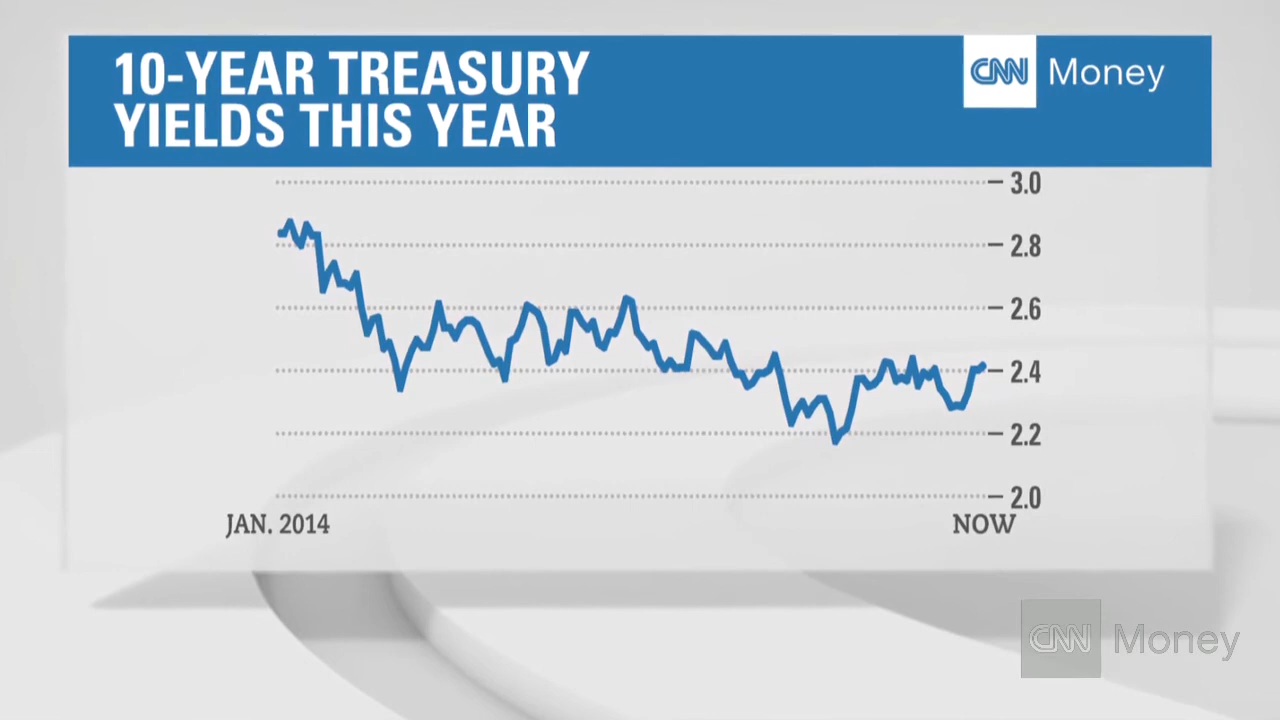 10-YEAR TREASURY
YIELDS THIS YEAR
CNN Money
3.0
2.8
2.6
2.4
2.2
2.0
JAN. 2014
NOW
CNN Money